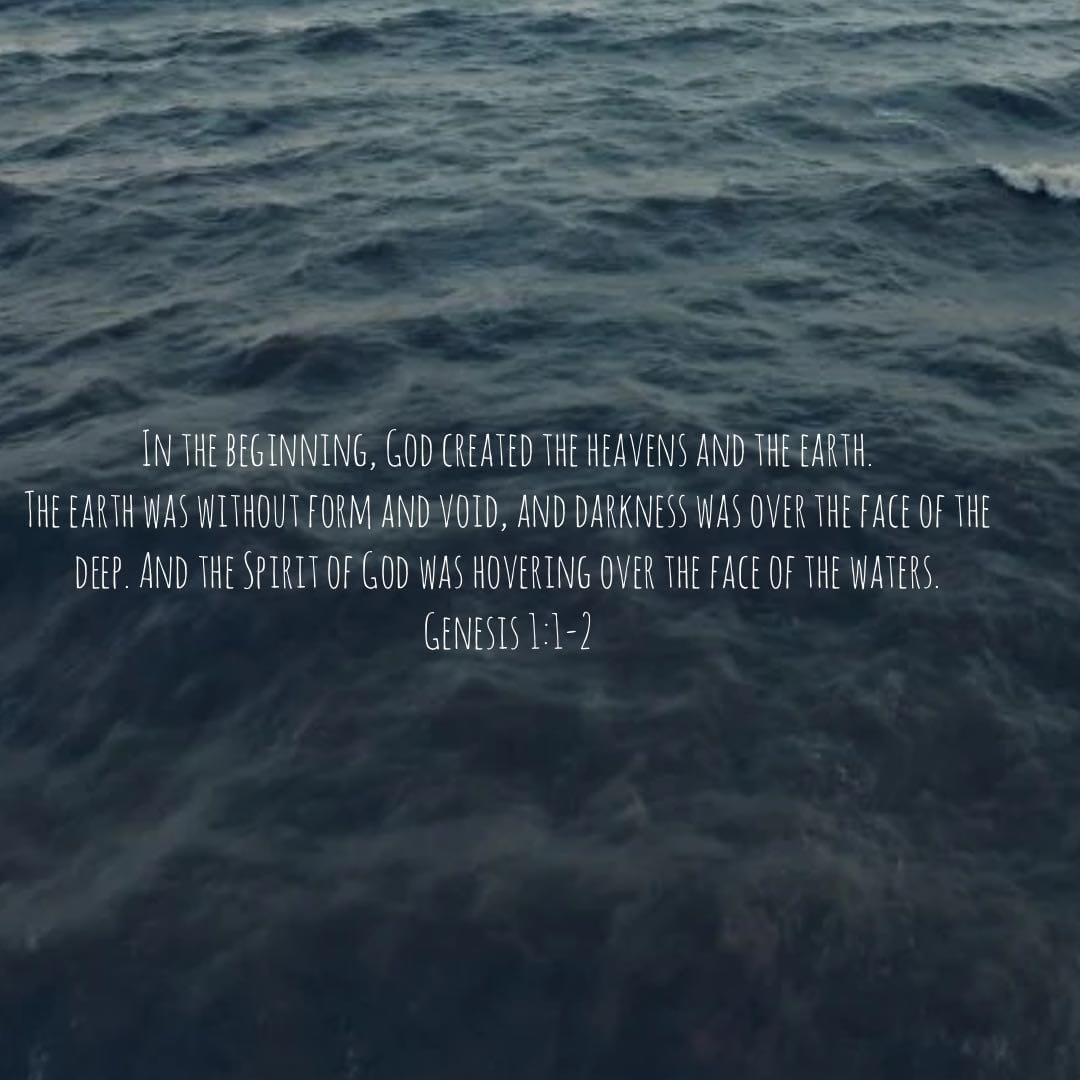 In the beginning, God created the heavens and the earth.
The earth was without form and void, and darkness was over the face of the
deep. And the Spirit of God was hovering over the face of the waters.
Genesis 1:1-2